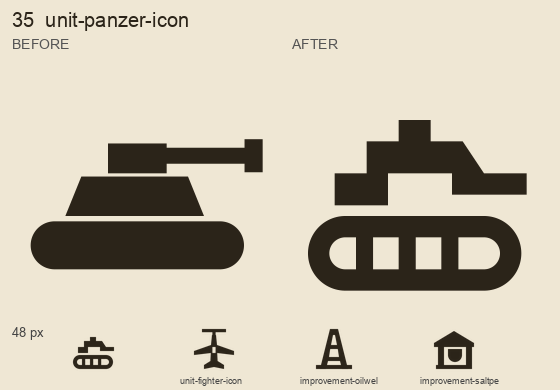 35 unit-panzer-icon
BEFORE
AFTER
48 px
unit-fighter-icon
improvement-oilwel
improvement-saltpe